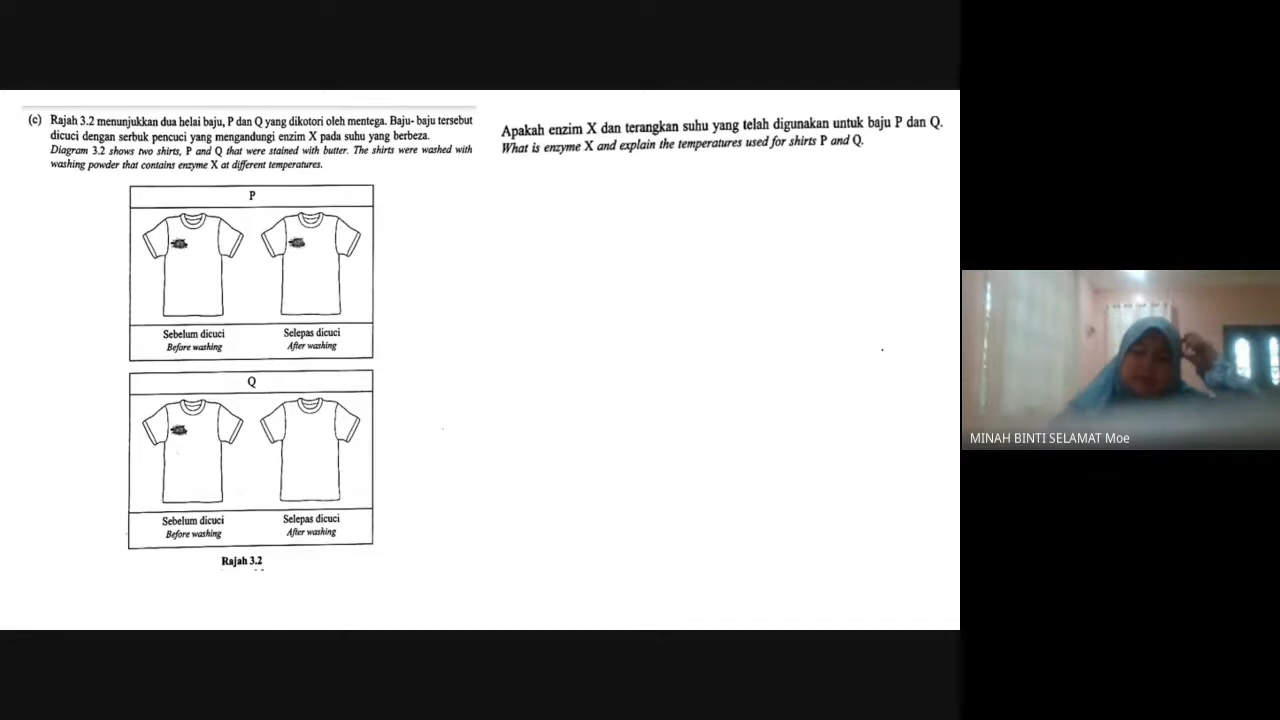 (c) Rajah 3.2 menunjukkan dua helai baju, P dan Q yang dikotori oleh mentega. Baju- baju tersebut
dicuci dengan serbuk pencuci yang mengandungi enzim X pada suhu yang berbeza.
Diagram 3.2 shows two shirts, P and Q that were stained with butter. The shirts were washed with
washing powder that contains enzyme X at different temperatures.
P
Sebelum dicuci
Before washing
Selepas dicuci
After washing
Q
Sebelum dicuci
Before washing
Selepas dicuci
After washing
Rajah 3.2
Apakah enzim X dan terangkan suhu yang telah digunakan untuk baju P dan Q.
What is enzyme X and explain the temperatures used for shirts P and Q.
MINAH BINTI SELAMAT Moe